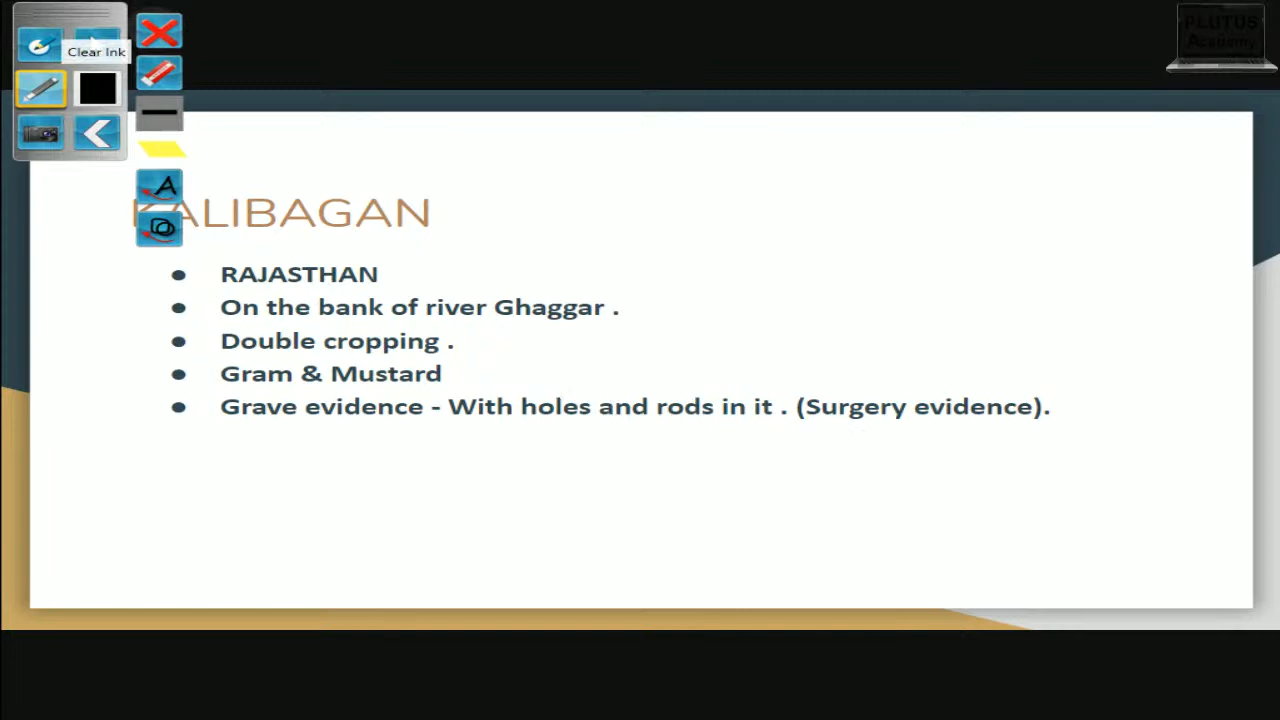 PLUTUS
Academy
Clear Ink
KALIBAGAN
● RAJASTHAN
● On the bank of river Ghaggar .
● Double cropping .
● Gram & Mustard
● Grave evidence - With holes and rods in it . (Surgery evidence).